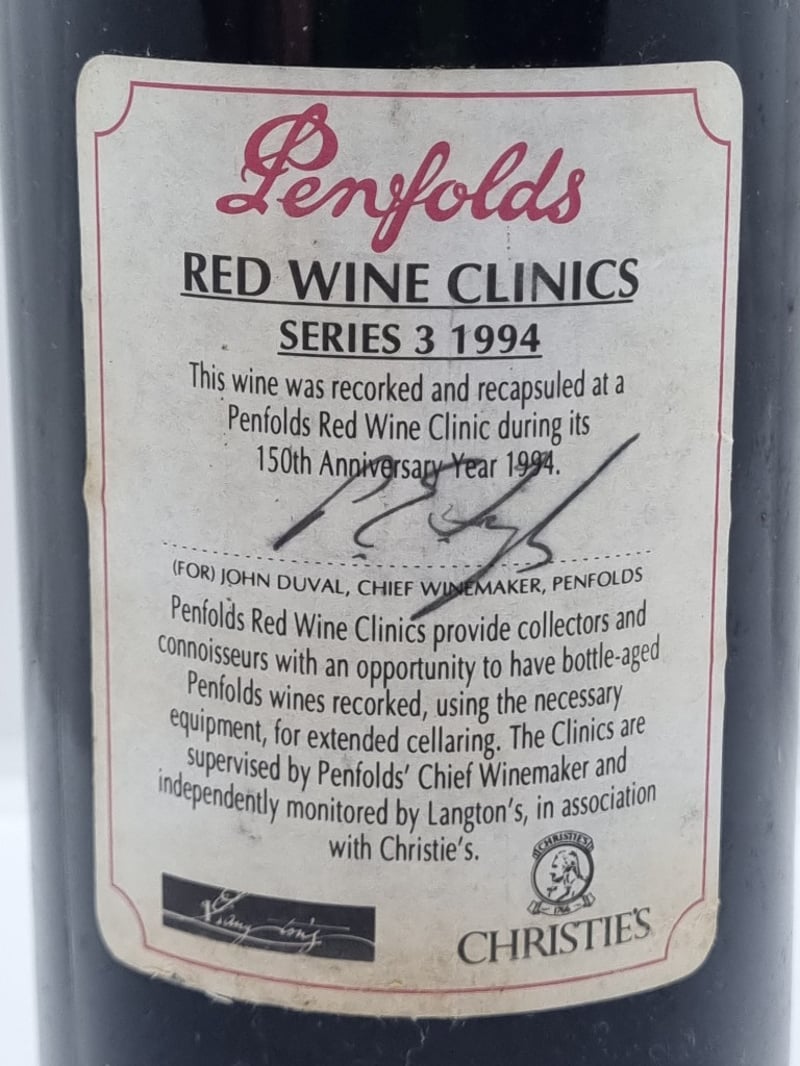 Penfolds
RED WINE CLINICS
SERIES 3 1994
This wine was recorked and recapsuled at a
Penfolds Red Wine Clinic during its
150th Anniversary Year 1994.
(FOR) JOHN DUVAL, CHIEF WINEMAKER, PENFOLDS
Penfolds Red Wine Clinics provide collectors and
connoisseurs with an opportunity to have bottle-aged
Penfolds wines recorked, using the necessary
equipment, for extended cellaring. The Clinics are
supervised by Penfolds' Chief Winemaker and
independently monitored by Langton's, in association
with Christie's.
CHRISTIE'S
1766
Langton's
CHRISTIE'S